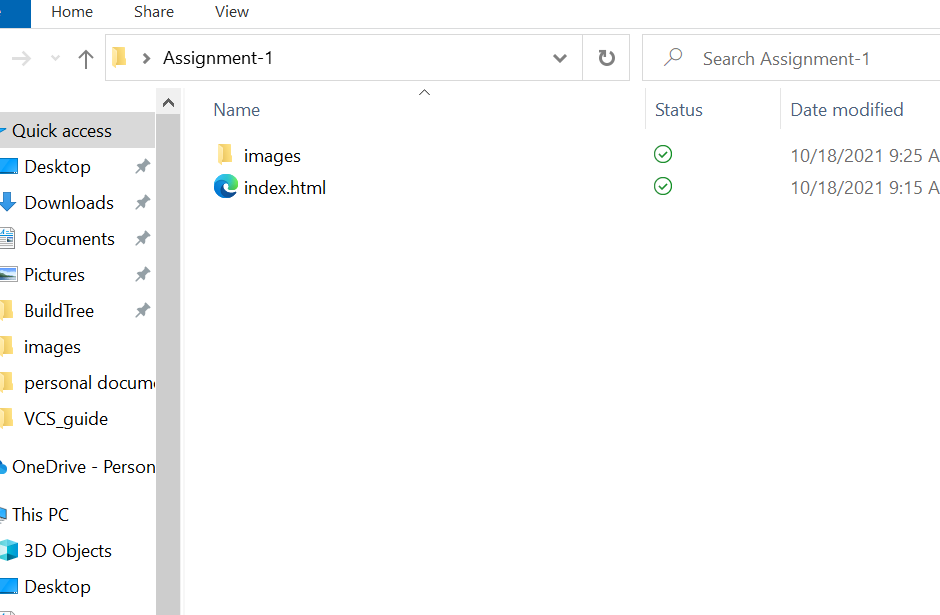 Home Share View
Assignment-1 Search Assignment-1
Name Status Date modified
Quick access
images 10/18/2021 9:25 A
Desktop
index.html 10/18/2021 9:15 A
Downloads
Documents
Pictures
BuildTree
images
personal docum
VCS_guide
OneDrive - Person
This PC
3D Objects
Desktop